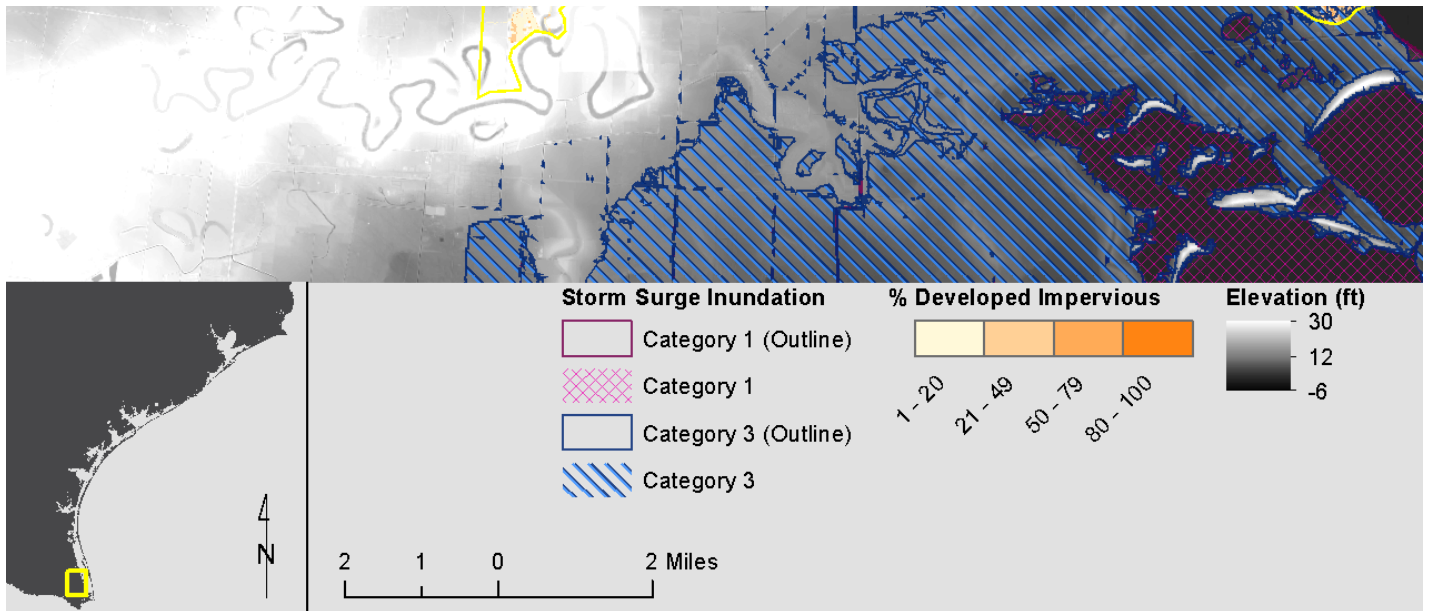 Storm Surge Inundation
Category 1 (Outline)
Category 1
Category 3 (Outline)
Category 3
% Developed Impervious
1 - 20
21 - 49
50 - 79
80 - 100
Elevation (ft)
30
12
-6
N
2 1 0 2 Miles